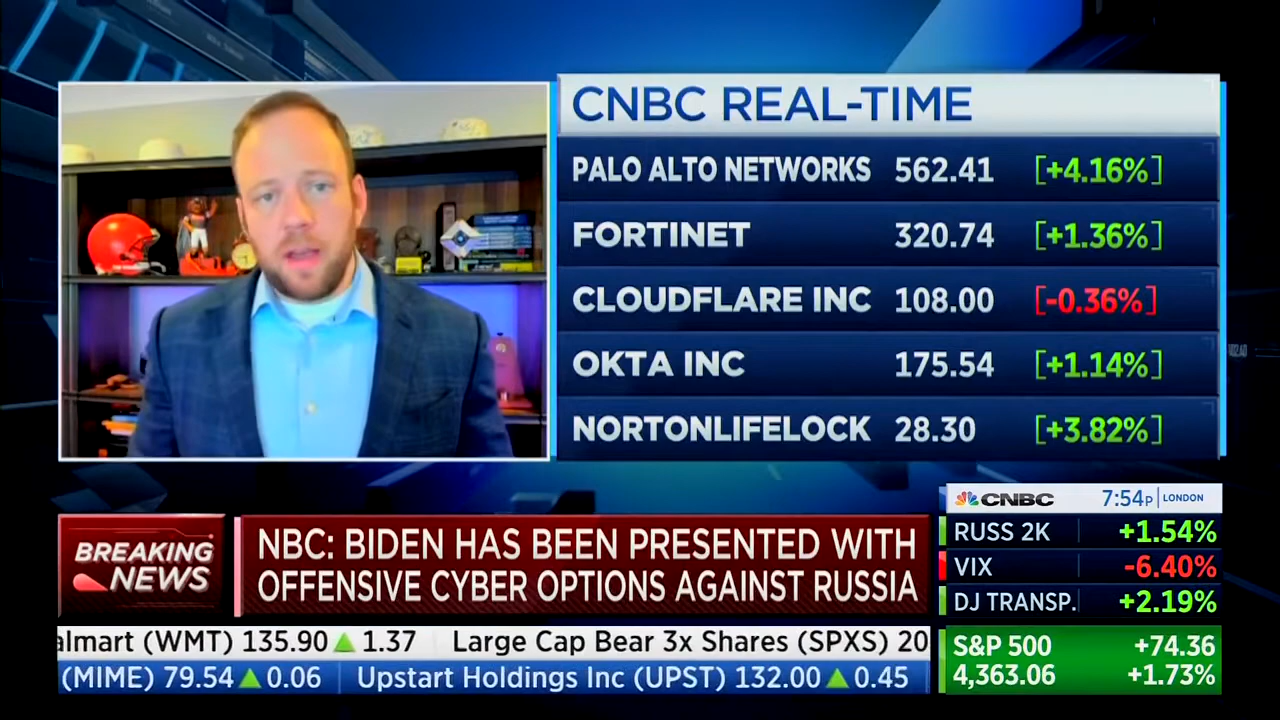 CNBC REAL-TIME
PALO ALTO NETWORKS 562.41 [+4.16%]
FORTINET 320.74 [+1.36%]
CLOUDFLARE INC 108.00 [-0.36%]
OKTA INC 175.54 [+1.14%]
NORTONLIFELOCK 28.30 [+3.82%]
BREAKING
NEWS
NBC: BIDEN HAS BEEN PRESENTED WITH
OFFENSIVE CYBER OPTIONS AGAINST RUSSIA
CNBC 7:54P LONDON
RUSS 2K +1.54%
VIX -6.40%
DJ TRANSP. +2.19%
S&P 500 +74.36
4,363.06 +1.73%
almart (WMT) 135.90 ▲ 1.37 Large Cap Bear 3x Shares (SPXS) 20
(MIME) 79.54 ▲ 0.06 Upstart Holdings Inc (UPST) 132.00 ▲ 0.45